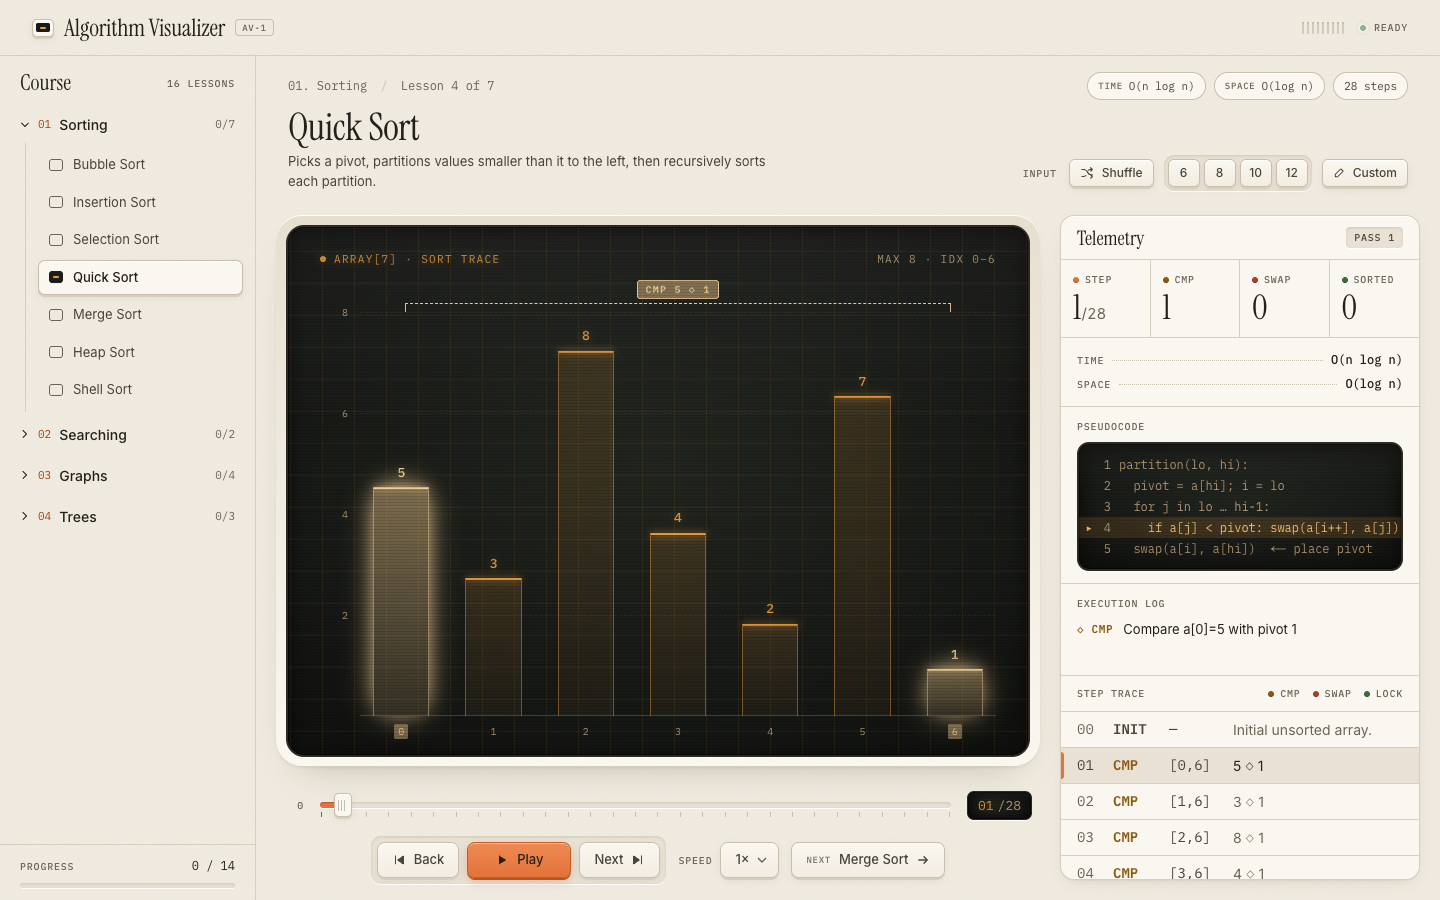 Algorithm Visualizer AV-1
READY
Course 16 LESSONS
01 Sorting 0/7
Bubble Sort
Insertion Sort
Selection Sort
Quick Sort
Merge Sort
Heap Sort
Shell Sort
02 Searching 0/2
03 Graphs 0/4
04 Trees 0/3
PROGRESS 0 / 14
01. Sorting / Lesson 4 of 7
TIME O(n log n) SPACE O(log n) 28 steps
Quick Sort
Picks a pivot, partitions values smaller than it to the left, then recursively sorts
each partition.
INPUT Shuffle 6 8 10 12 Custom
ARRAY[7] · SORT TRACE MAX 8 · IDX 0–6
CMP 5 ◇ 1
8
6
4
2
5 3 8 4 2 7 1
0 1 2 3 4 5 6
0 01 /28
Back Play Next SPEED 1× NEXT Merge Sort →
Telemetry PASS 1
STEP CMP SWAP SORTED
1/28 1 0 0
TIME O(n log n)
SPACE O(log n)
PSEUDOCODE
1 partition(lo, hi):
2 pivot = a[hi]; i = lo
3 for j in lo … hi-1:
▸ 4 if a[j] < pivot: swap(a[i++], a[j])
5 swap(a[i], a[hi]) ⟵ place pivot
EXECUTION LOG
◇ CMP Compare a[0]=5 with pivot 1
STEP TRACE CMP SWAP LOCK
00 INIT — Initial unsorted array.
01 CMP [0,6] 5 ◇ 1
02 CMP [1,6] 3 ◇ 1
03 CMP [2,6] 8 ◇ 1
04 CMP [3,6] 4 ◇ 1